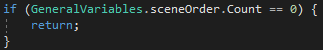 if (GeneralVariables.sceneOrder.Count == 0) {
    return;
}